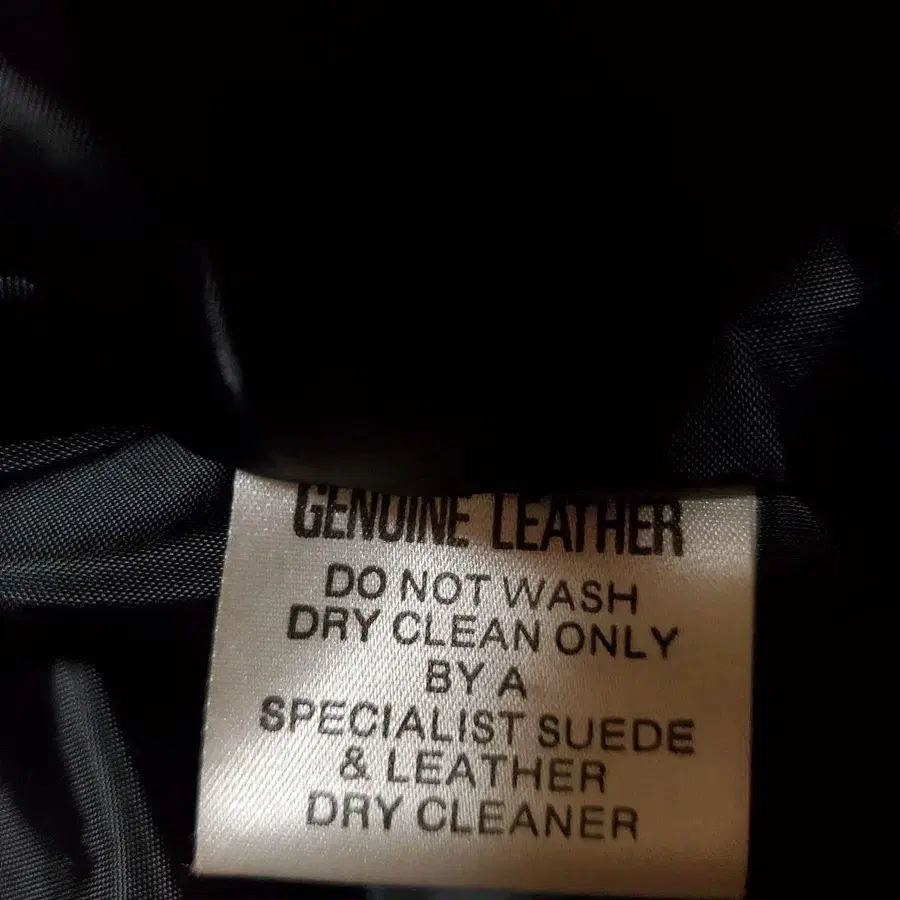 GENUINE LEATHER
DO NOT WASH
DRY CLEAN ONLY
BY A
SPECIALIST SUEDE
& LEATHER
DRY CLEANER